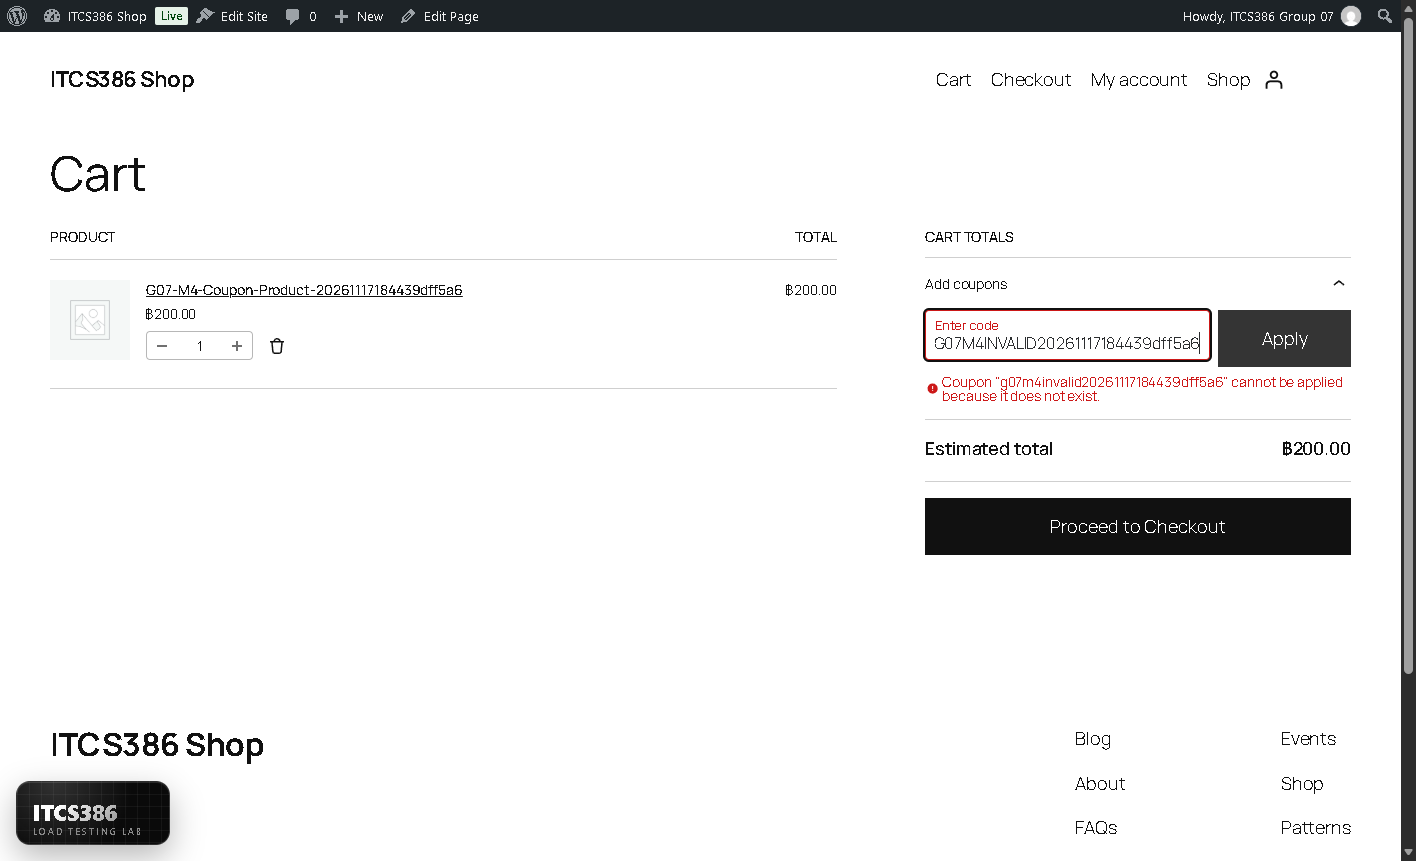 ITCS386 Shop Live Edit Site 0 New Edit Page Howdy, ITCS386 Group 07
ITCS386 Shop
Cart Checkout My account Shop
Cart
PRODUCT TOTAL
G07-M4-Coupon-Product-20261117184439dff5a6 ฿200.00
฿200.00
1
CART TOTALS
Add coupons
Enter code
G07M4INVALID20261117184439dff5a6
Apply
Coupon "g07m4invalid20261117184439dff5a6" cannot be applied
because it does not exist.
Estimated total ฿200.00
Proceed to Checkout
ITCS386 Shop
Blog Events
About Shop
FAQs Patterns
ITCS386
LOAD TESTING LAB